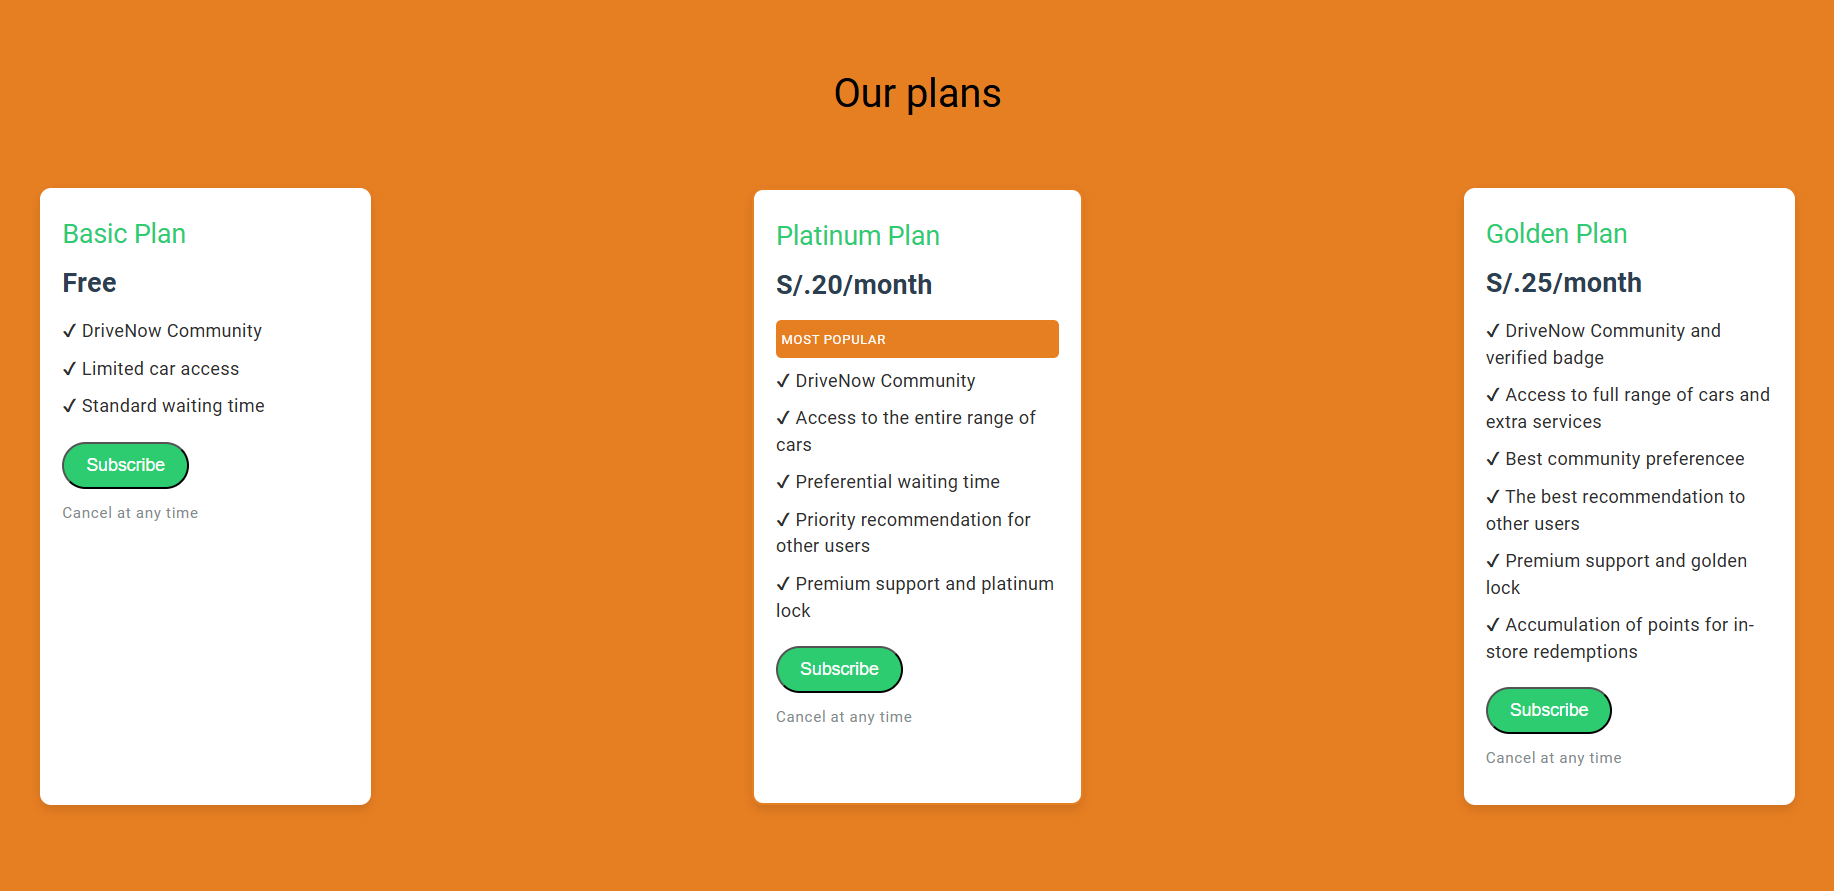 Our plans
Basic Plan
Free
✓ DriveNow Community
✓ Limited car access
✓ Standard waiting time
Subscribe
Cancel at any time
Platinum Plan
S/.20/month
MOST POPULAR
✓ DriveNow Community
✓ Access to the entire range of
cars
✓ Preferential waiting time
✓ Priority recommendation for
other users
✓ Premium support and platinum
lock
Subscribe
Cancel at any time
Golden Plan
S/.25/month
✓ DriveNow Community and
verified badge
✓ Access to full range of cars and
extra services
✓ Best community preferencee
✓ The best recommendation to
other users
✓ Premium support and golden
lock
✓ Accumulation of points for in-
store redemptions
Subscribe
Cancel at any time